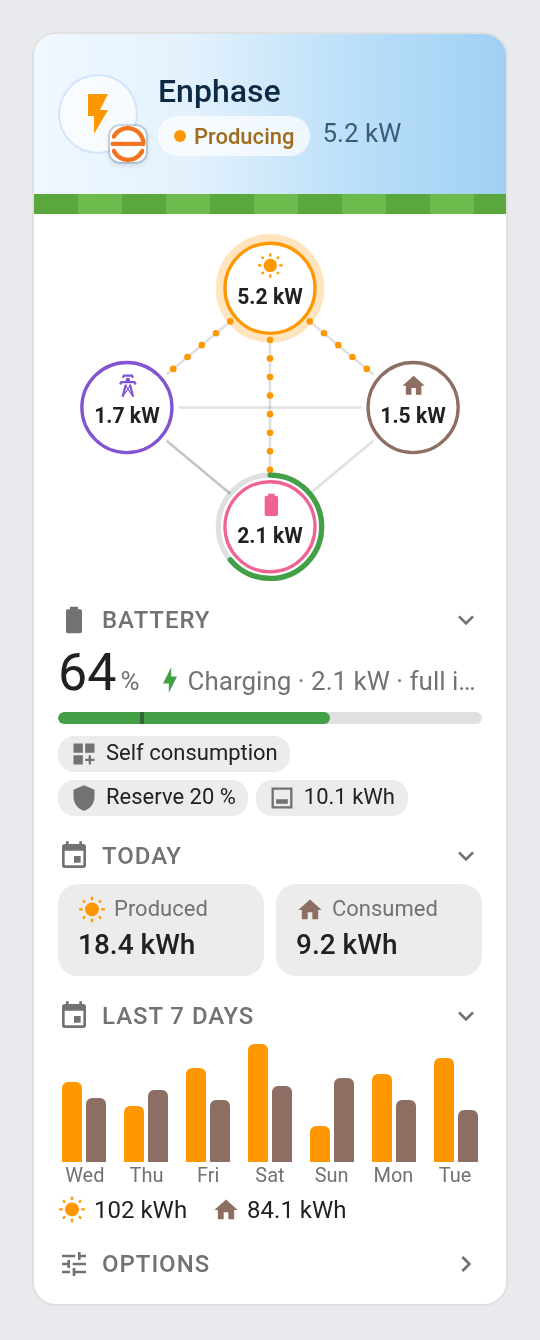 Enphase
Producing 5.2 kW
5.2 kW
1.7 kW 1.5 kW
2.1 kW
BATTERY
64 % Charging · 2.1 kW · full i...
Self consumption
Reserve 20 % 10.1 kWh
TODAY
Produced Consumed
18.4 kWh 9.2 kWh
LAST 7 DAYS
Wed Thu Fri Sat Sun Mon Tue
102 kWh 84.1 kWh
OPTIONS